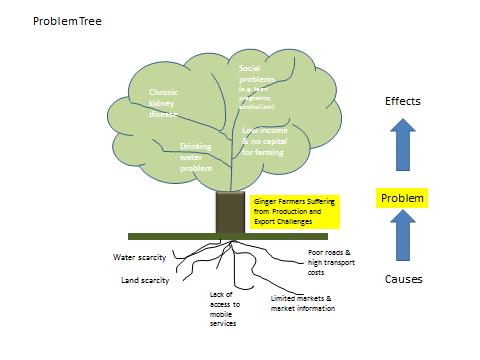 Problem Tree
Social
problems
(e.g. teen
pregnancy;
alcoholism)
Chronic
kidney
disease
Low income
& no capital
for farming
Drinking
water
problem
Effects
Problem
Causes
Ginger Farmers Suffering
from Production and
Export Challenges
Water scarcity
Land scarcity
Lack of
access to
mobile
services
Limited markets &
market information
Poor roads &
high transport
costs